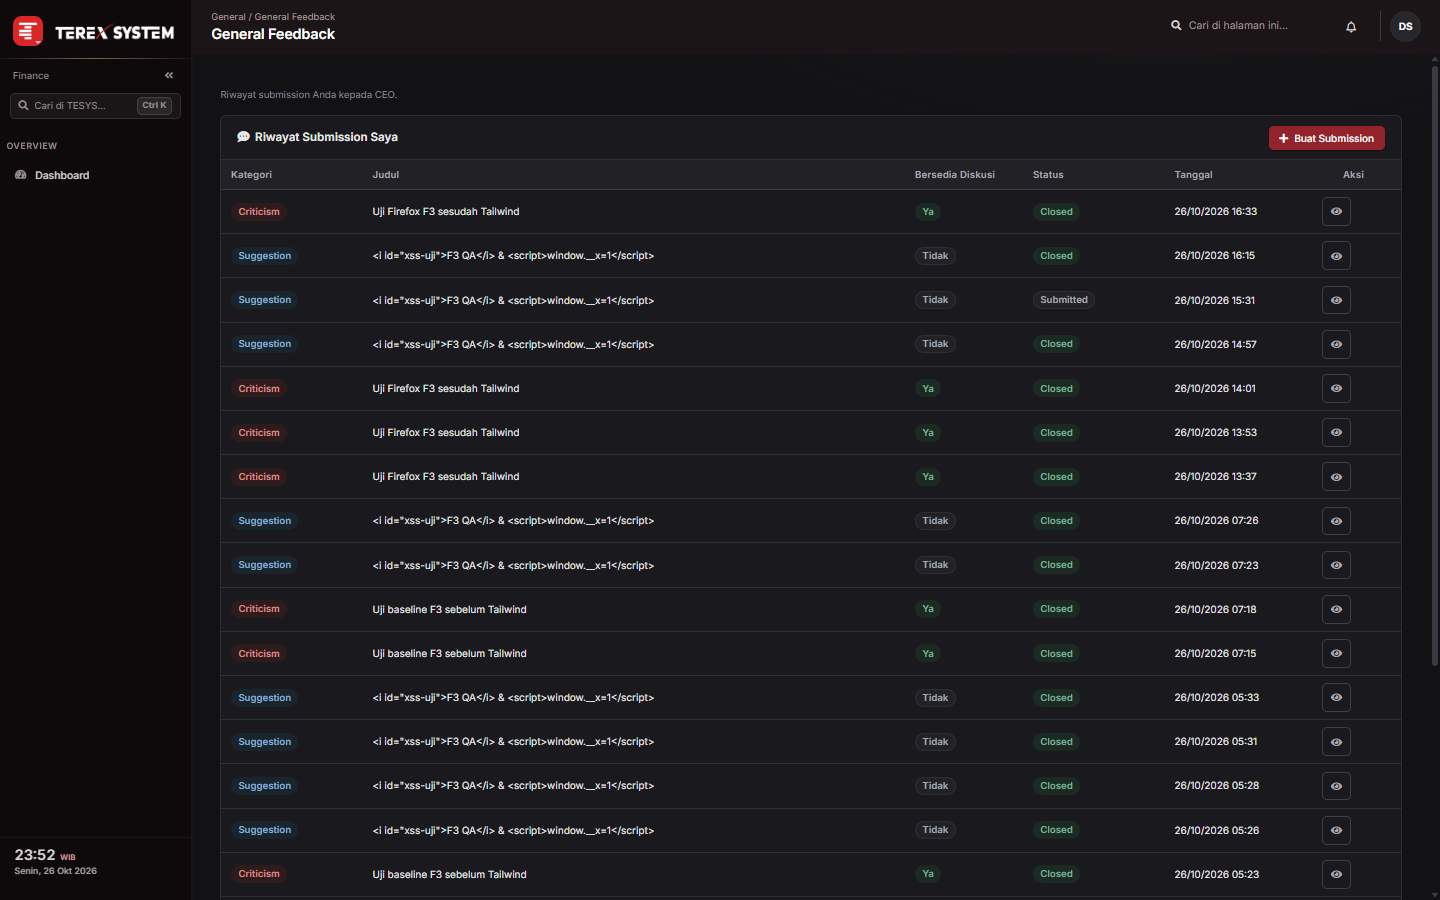 TEREX SYSTEM
General / General Feedback
General Feedback
Cari di halaman ini...
DS
Finance
Cari di TESYS...
Ctrl K
OVERVIEW
Dashboard
Riwayat submission Anda kepada CEO.
Riwayat Submission Saya
Buat Submission
Kategori Judul Bersedia Diskusi Status Tanggal Aksi
Criticism Uji Firefox F3 sesudah Tailwind Ya Closed 26/10/2026 16:33
Suggestion <i id="xss-uji">F3 QA</i> & <script>window.__x=1</script> Tidak Closed 26/10/2026 16:15
Suggestion <i id="xss-uji">F3 QA</i> & <script>window.__x=1</script> Tidak Submitted 26/10/2026 15:31
Suggestion <i id="xss-uji">F3 QA</i> & <script>window.__x=1</script> Tidak Closed 26/10/2026 14:57
Criticism Uji Firefox F3 sesudah Tailwind Ya Closed 26/10/2026 14:01
Criticism Uji Firefox F3 sesudah Tailwind Ya Closed 26/10/2026 13:53
Criticism Uji Firefox F3 sesudah Tailwind Ya Closed 26/10/2026 13:37
Suggestion <i id="xss-uji">F3 QA</i> & <script>window.__x=1</script> Tidak Closed 26/10/2026 07:26
Suggestion <i id="xss-uji">F3 QA</i> & <script>window.__x=1</script> Tidak Closed 26/10/2026 07:23
Criticism Uji baseline F3 sebelum Tailwind Ya Closed 26/10/2026 07:18
Criticism Uji baseline F3 sebelum Tailwind Ya Closed 26/10/2026 07:15
Suggestion <i id="xss-uji">F3 QA</i> & <script>window.__x=1</script> Tidak Closed 26/10/2026 05:33
Suggestion <i id="xss-uji">F3 QA</i> & <script>window.__x=1</script> Tidak Closed 26/10/2026 05:31
Suggestion <i id="xss-uji">F3 QA</i> & <script>window.__x=1</script> Tidak Closed 26/10/2026 05:28
Suggestion <i id="xss-uji">F3 QA</i> & <script>window.__x=1</script> Tidak Closed 26/10/2026 05:26
Criticism Uji baseline F3 sebelum Tailwind Ya Closed 26/10/2026 05:23
23:52 WIB
Senin, 26 Okt 2026